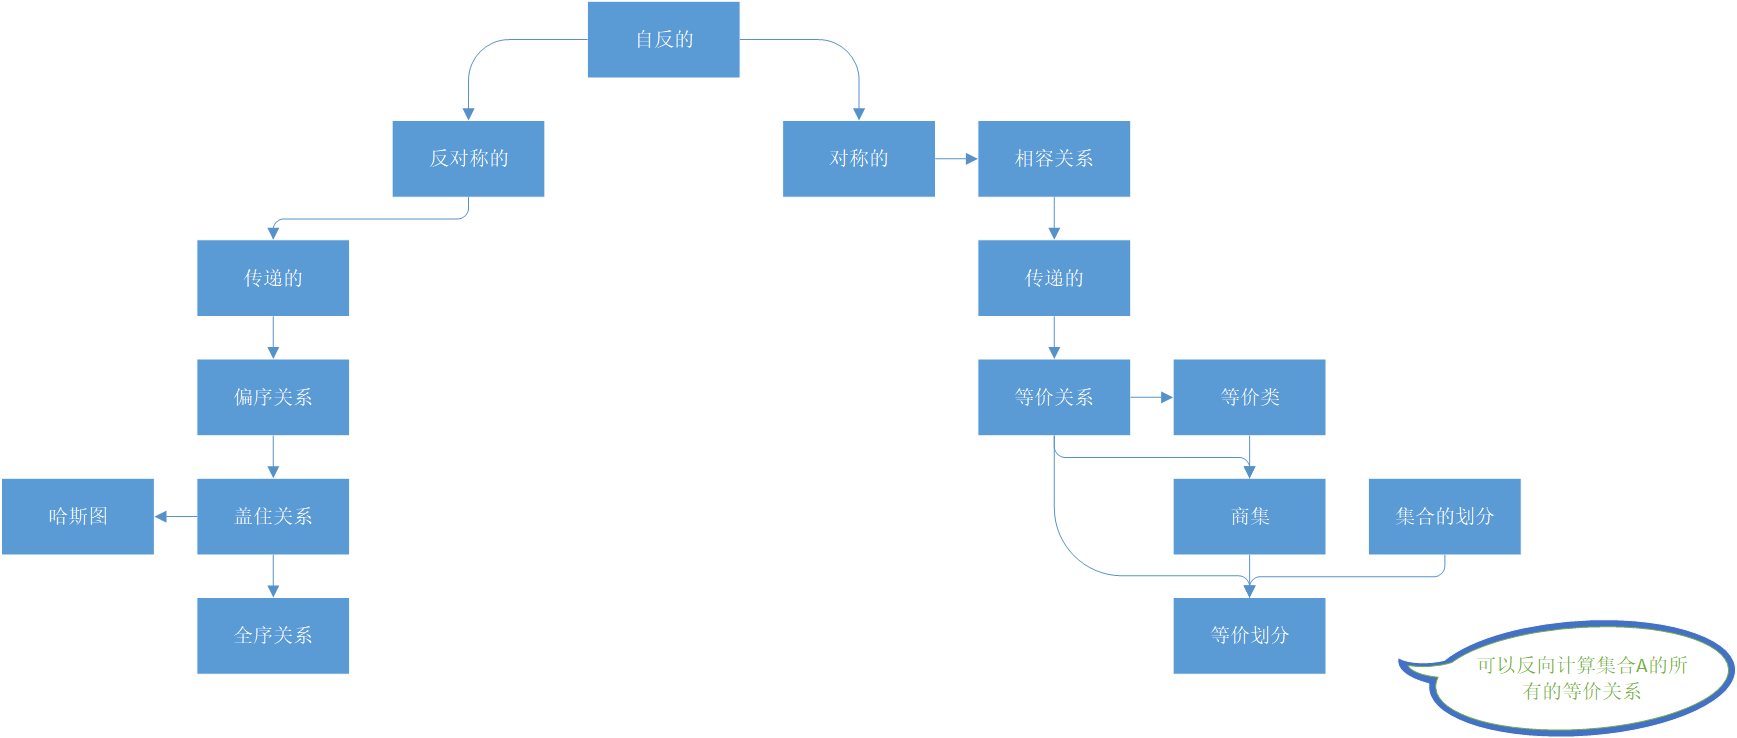 自反的
反对称的
对称的
相容关系
传递的
传递的
偏序关系
等价关系
等价类
哈斯图
盖住关系
商集
集合的划分
全序关系
等价划分
可以反向计算集合A的所
有的等价关系